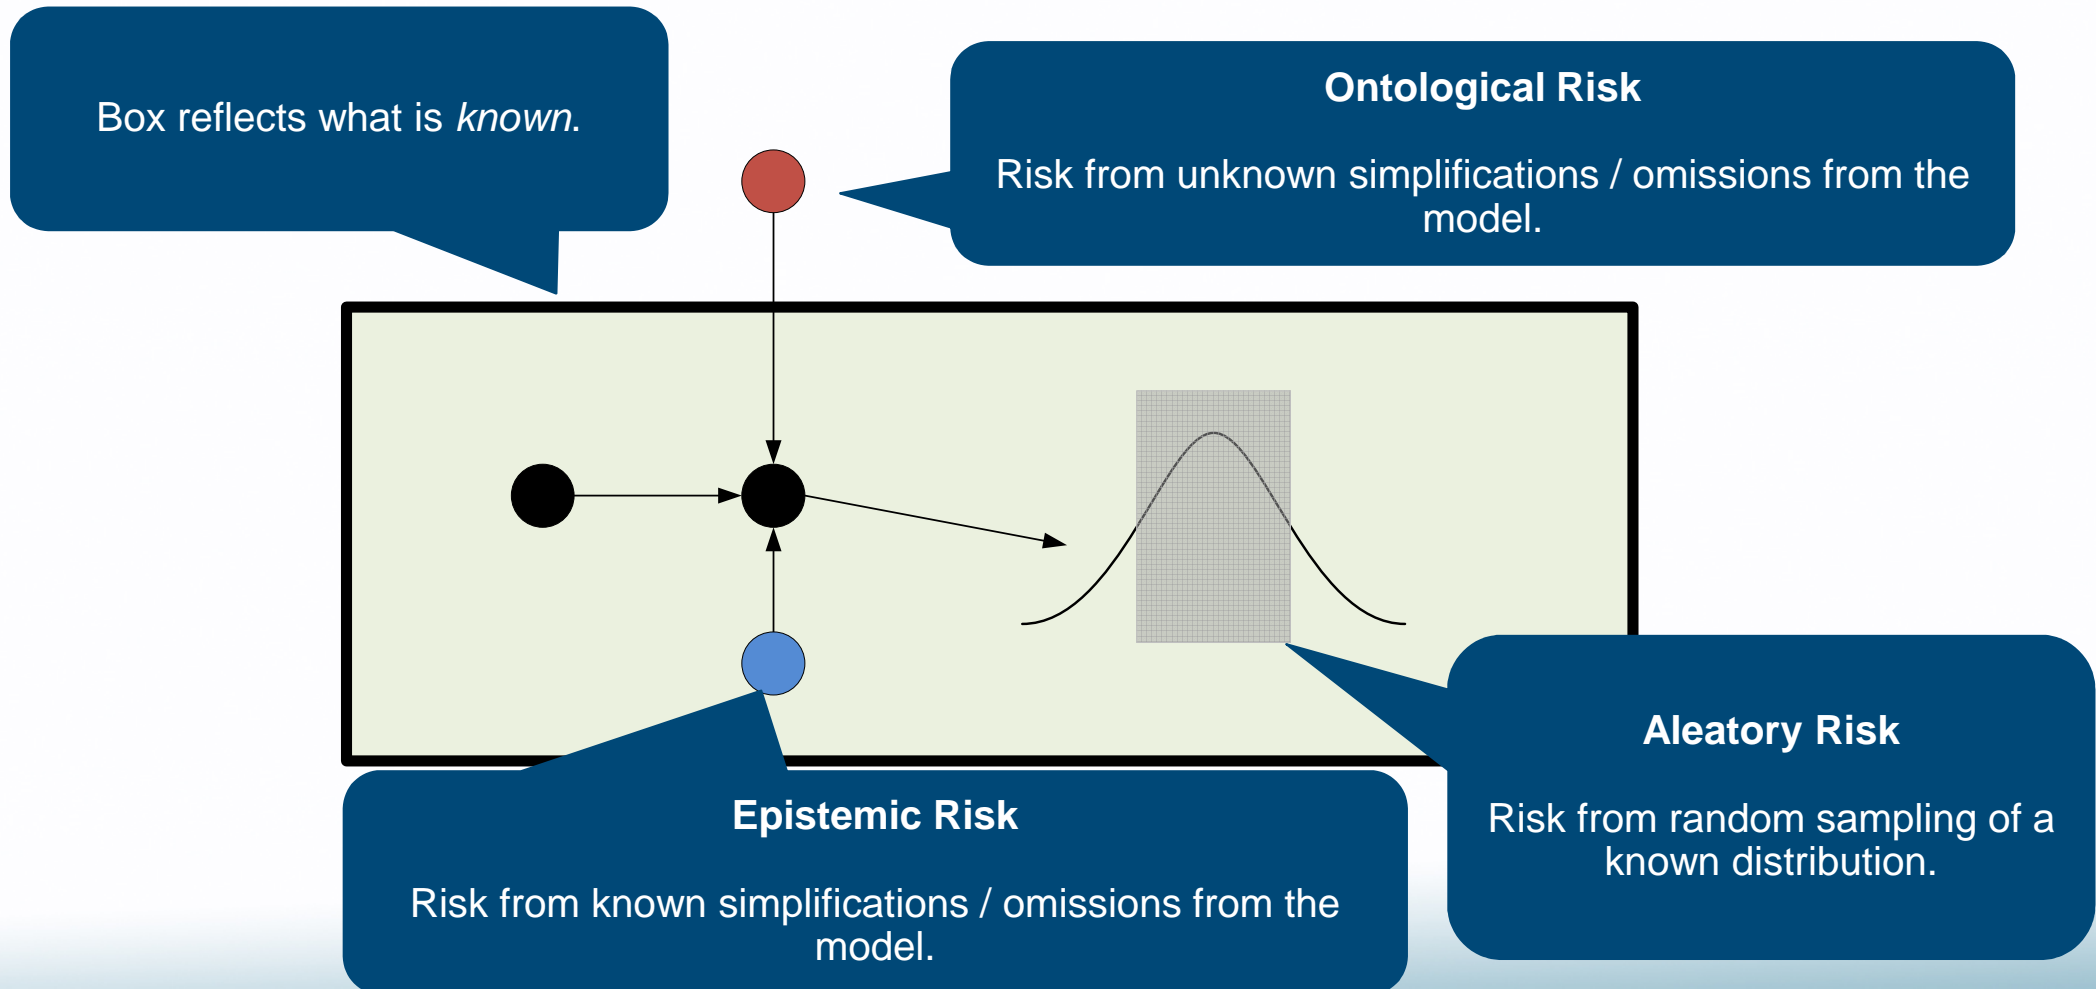 Box reflects what is known.
Ontological Risk
Risk from unknown simplifications / omissions from the
model.
Epistemic Risk
Risk from known simplifications / omissions from the
model.
Aleatory Risk
Risk from random sampling of a
known distribution.